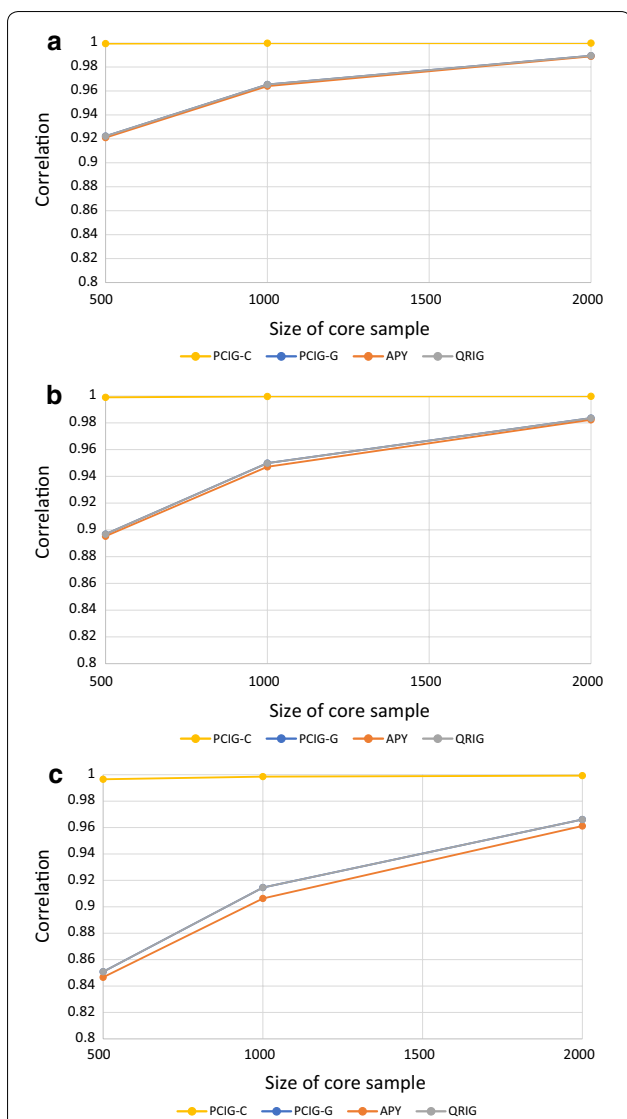 a
1
0.98
0.96
0.94
0.92
0.9
0.88
0.86
0.84
0.82
0.8
Correlation
500 1000 1500 2000
Size of core sample
PCIG-C PCIG-G APY QRIG
b
1
0.98
0.96
0.94
0.92
0.9
0.88
0.86
0.84
0.82
0.8
Correlation
500 1000 1500 2000
Size of core sample
PCIG-C PCIG-G APY QRIG
c
1
0.98
0.96
0.94
0.92
0.9
0.88
0.86
0.84
0.82
0.8
Correlation
500 1000 1500 2000
Size of core sample
PCIG-C PCIG-G APY QRIG